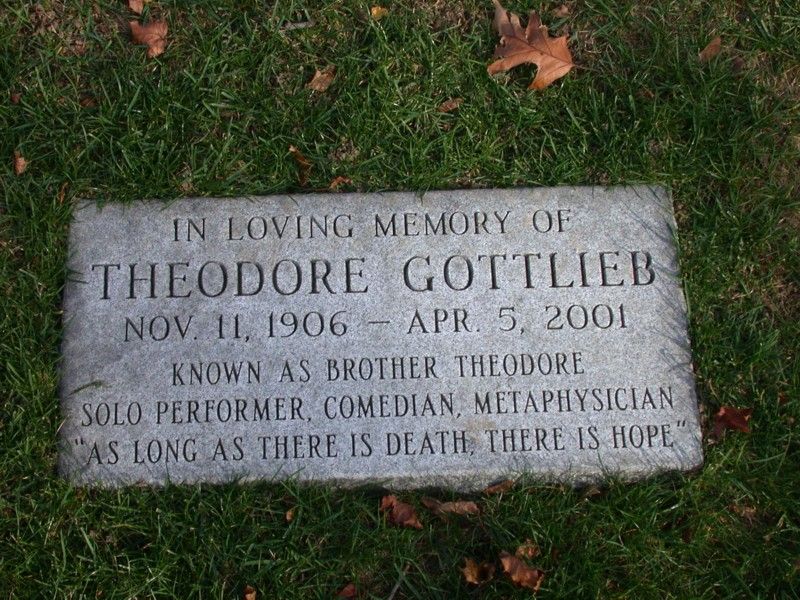 IN LOVING MEMORY OF
THEODORE GOTTLIEB
NOV. 11, 1906 – APR. 5, 2001
KNOWN AS BROTHER THEODORE
SOLO PERFORMER, COMEDIAN, METAPHYSICIAN
"AS LONG AS THERE IS DEATH, THERE IS HOPE"